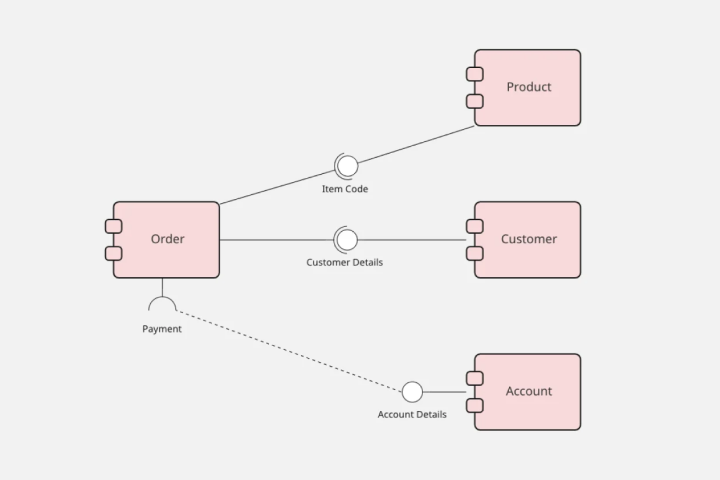 Product
Item Code
Order
Customer
Customer Details
Payment
Account
Account Details